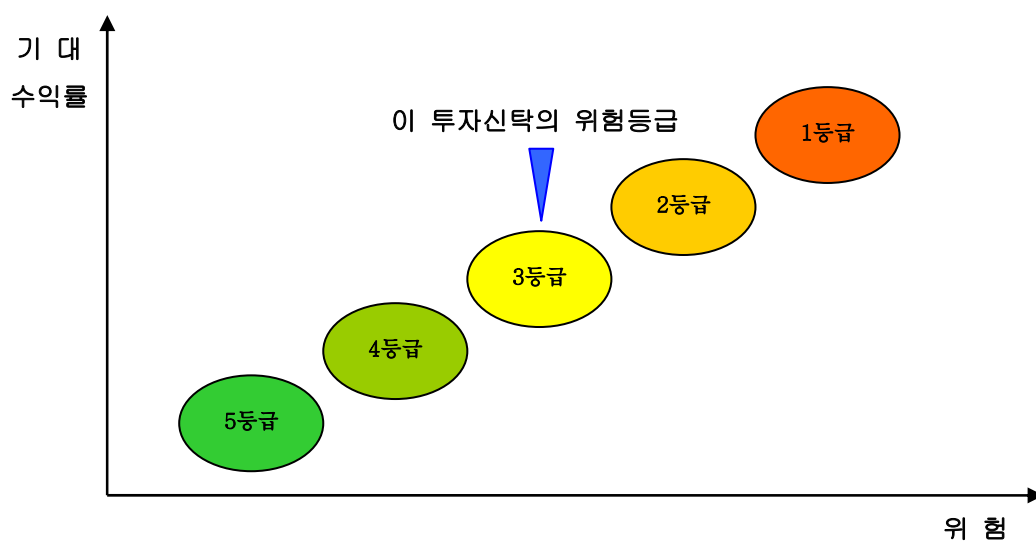 기 대
수익률
이 투자신탁의 위험등급
1등급
2등급
3등급
4등급
5등급
위 험